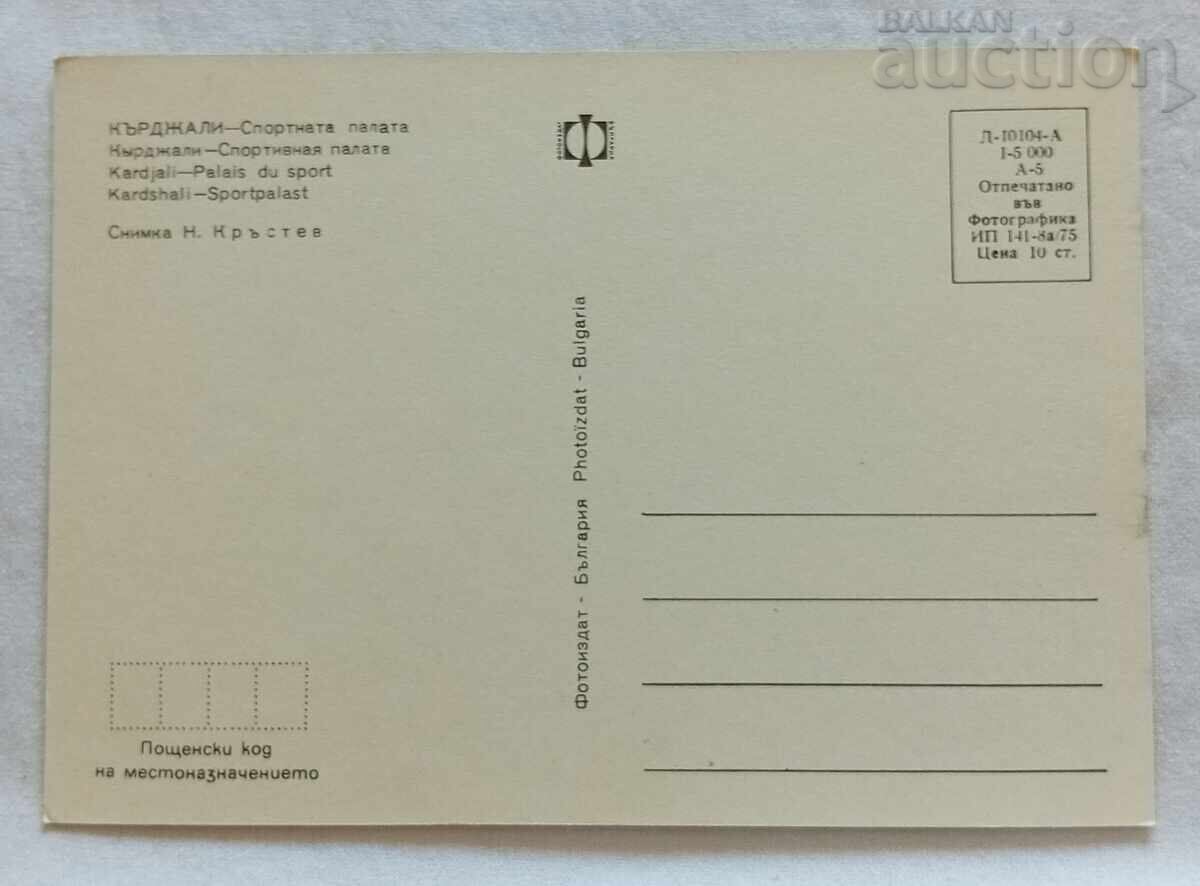 BALKAN
auction
КЪРДЖАЛИ—Спортната палата
Кырджали—Спортивная палата
Kardjali—Palais du sport
Kardshali—Sportpalast
Снимка Н. Кръстев
Д-10104-А
1-5 000
А-5
Отпечатано
във
Фотографика
ИП 141-8а/75
Цена 10 ст.
Фотоиздат - България Photoïzdat - Bulgaria
Пощенски код
на местоназначението